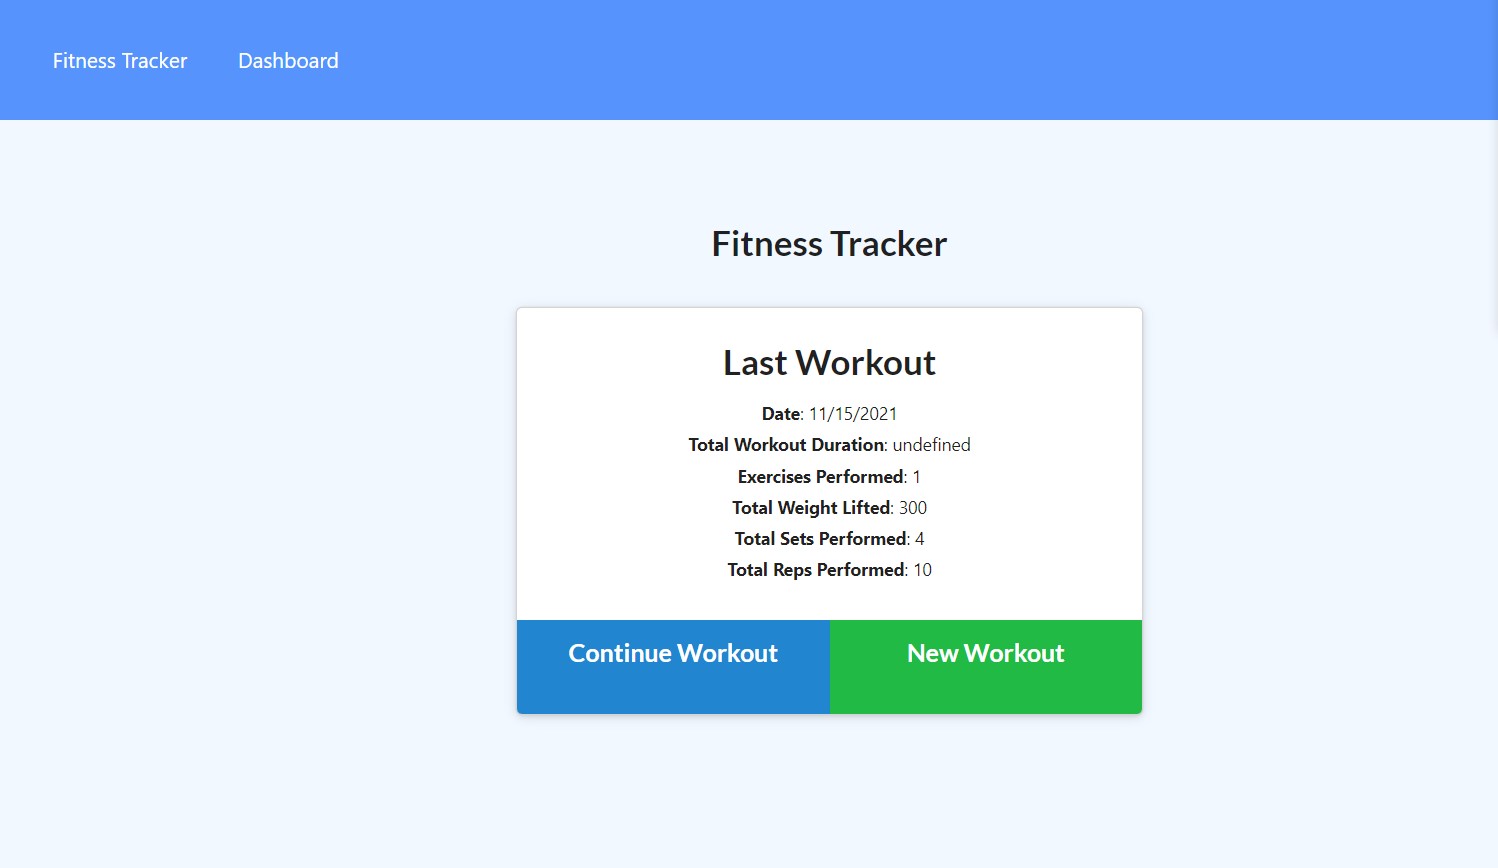 Fitness Tracker Dashboard
Fitness Tracker
Last Workout
Date: 11/15/2021
Total Workout Duration: undefined
Exercises Performed: 1
Total Weight Lifted: 300
Total Sets Performed: 4
Total Reps Performed: 10
Continue Workout New Workout